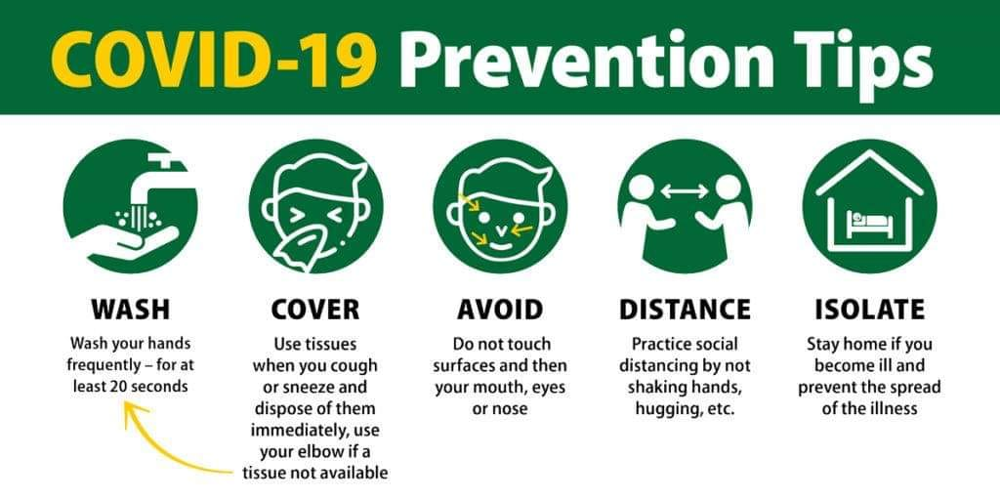 COVID-19 Prevention Tips
WASH
Wash your hands
frequently – for at
least 20 seconds
COVER
Use tissues
when you cough
or sneeze and
dispose of them
immediately, use
your elbow if a
tissue not available
AVOID
Do not touch
surfaces and then
your mouth, eyes
or nose
DISTANCE
Practice social
distancing by not
shaking hands,
hugging, etc.
ISOLATE
Stay home if you
become ill and
prevent the spread
of the illness